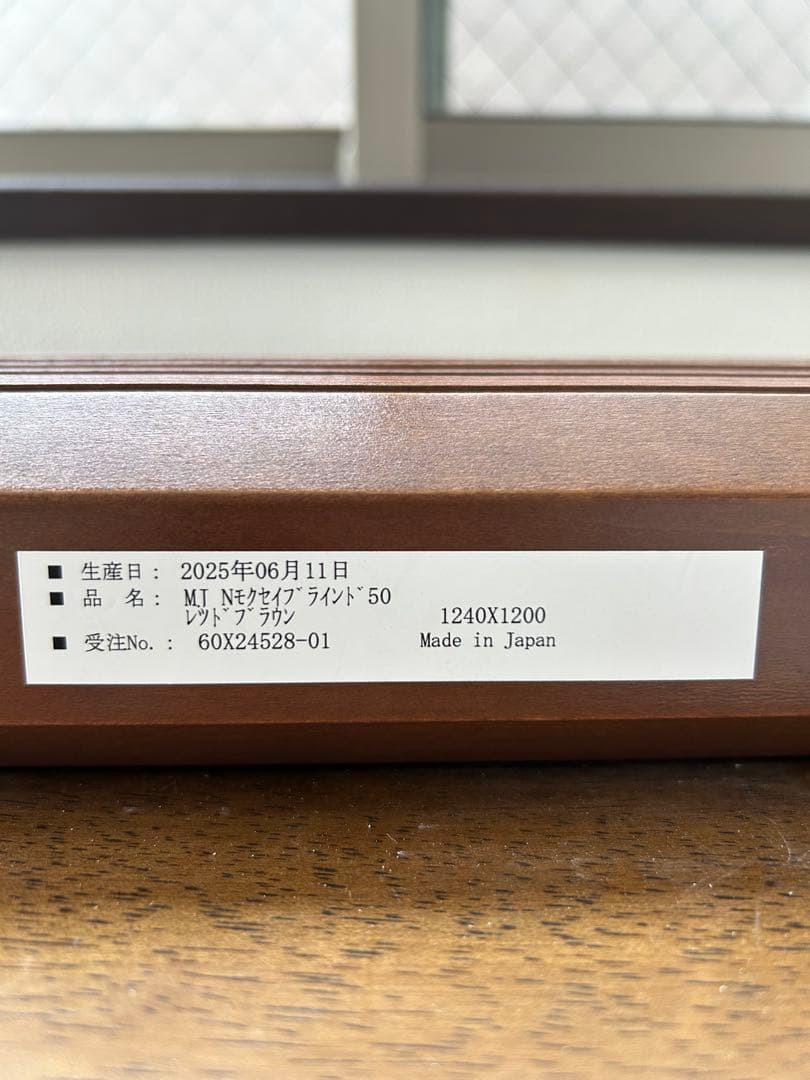 ■ 生産日: 2025年06月11日
■ 品 名: MJ Nﾓｸｾｲﾌﾞﾗｲﾝﾄﾞ50
ﾚﾂﾄﾞﾌﾞﾗｳﾝ 1240X1200
■ 受注No.: 60X24528-01 Made in Japan